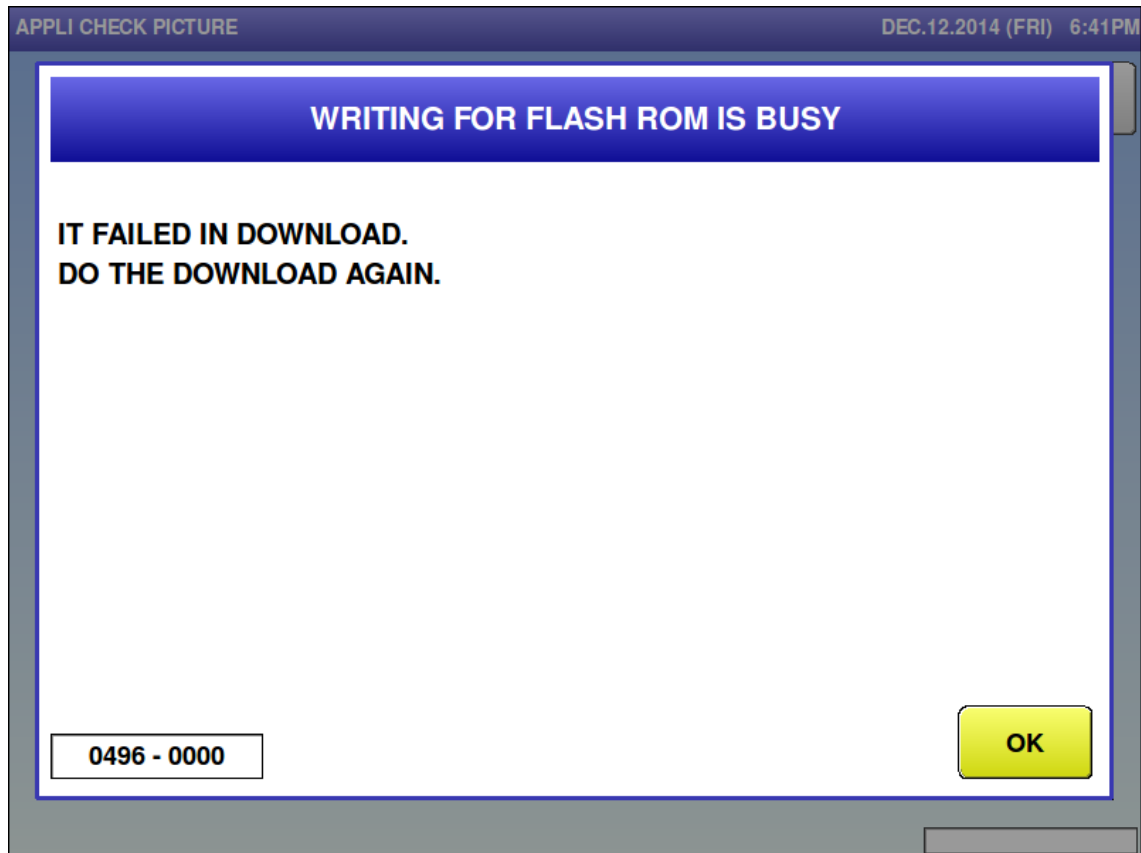 APPLI CHECK PICTURE DEC.12.2014 (FRI) 6:41PM
WRITING FOR FLASH ROM IS BUSY
IT FAILED IN DOWNLOAD.
DO THE DOWNLOAD AGAIN.
0496 - 0000
OK